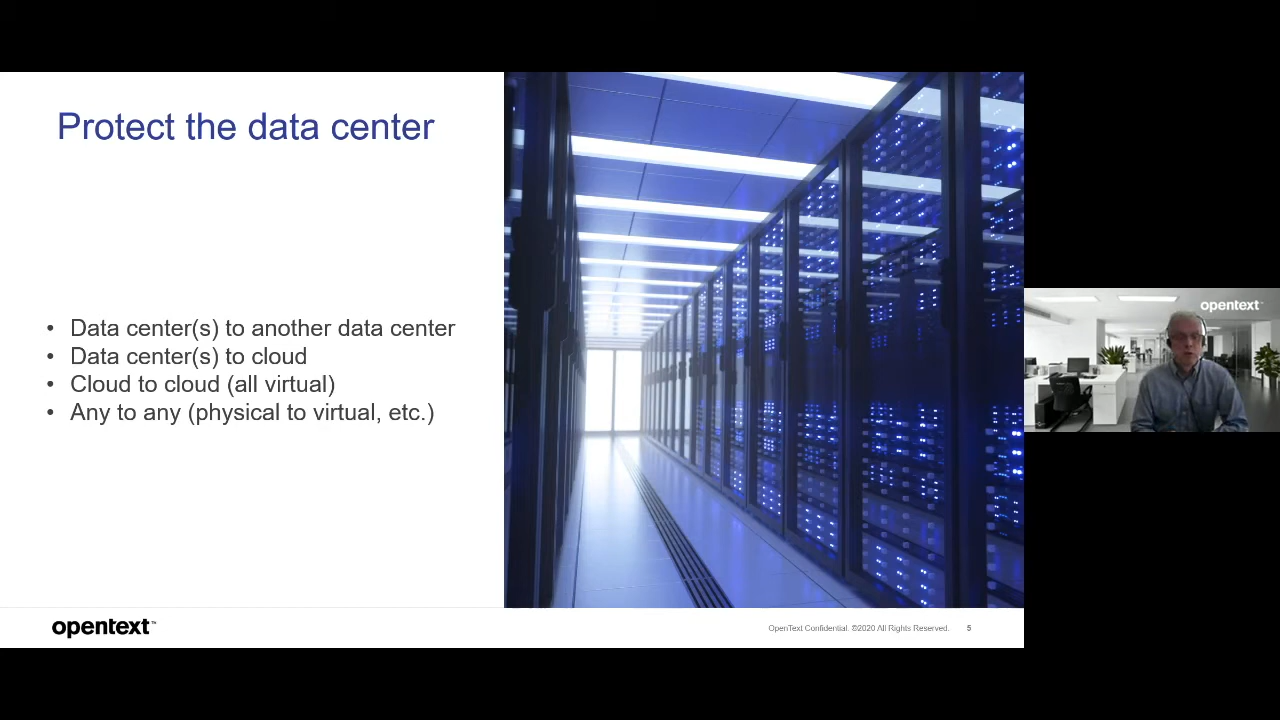 Protect the data center
• Data center(s) to another data center
• Data center(s) to cloud
• Cloud to cloud (all virtual)
• Any to any (physical to virtual, etc.)
opentext™
OpenText Confidential. ©2020 All Rights Reserved. 5
opentext™